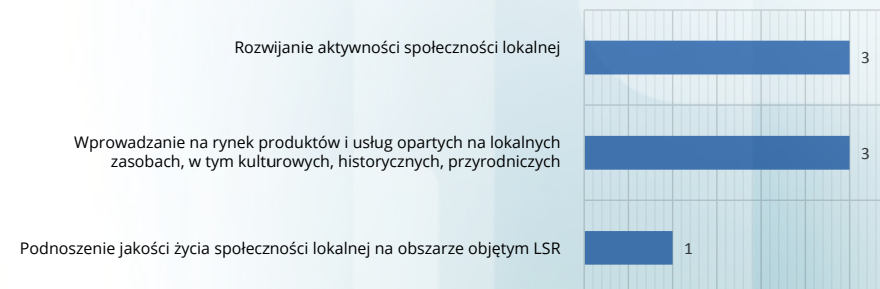 Rozwijanie aktywności społeczności lokalnej
3
Wprowadzanie na rynek produktów i usług opartych na lokalnych
zasobach, w tym kulturowych, historycznych, przyrodniczych
3
Podnoszenie jakości życia społeczności lokalnej na obszarze objętym LSR
1